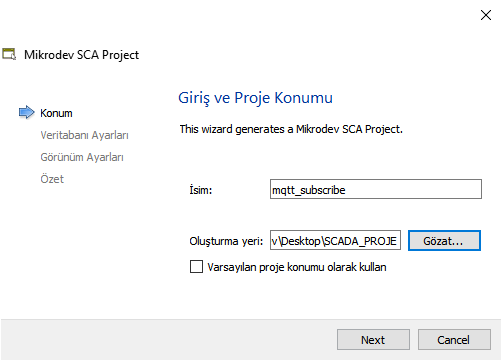 Mikrodev SCA Project
Konum
Veritabanı Ayarları
Görünüm Ayarları
Özet
Giriş ve Proje Konumu
This wizard generates a Mikrodev SCA Project.
İsim: mqtt_subscribe
Oluşturma yeri: v\Desktop\SCADA_PROJE Gözat...
Varsayılan proje konumu olarak kullan
Next Cancel